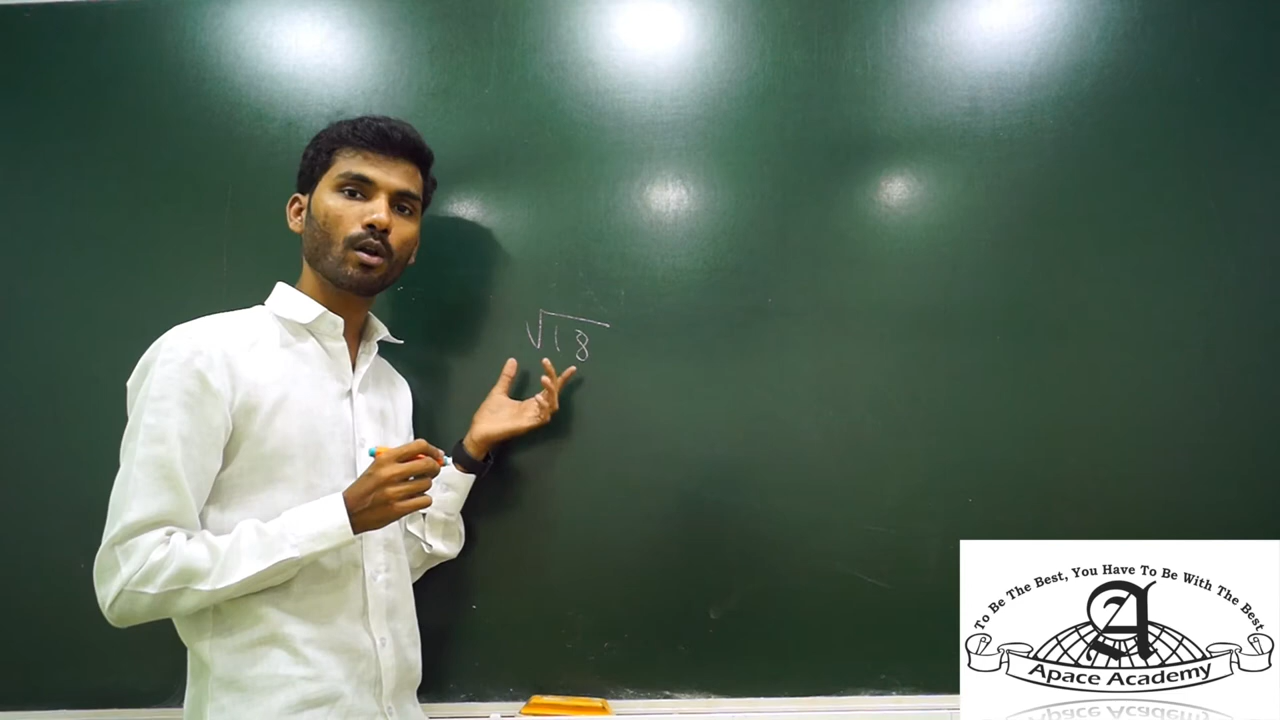 √18
To Be The Best, You Have To Be With The Best
A
Apace Academy